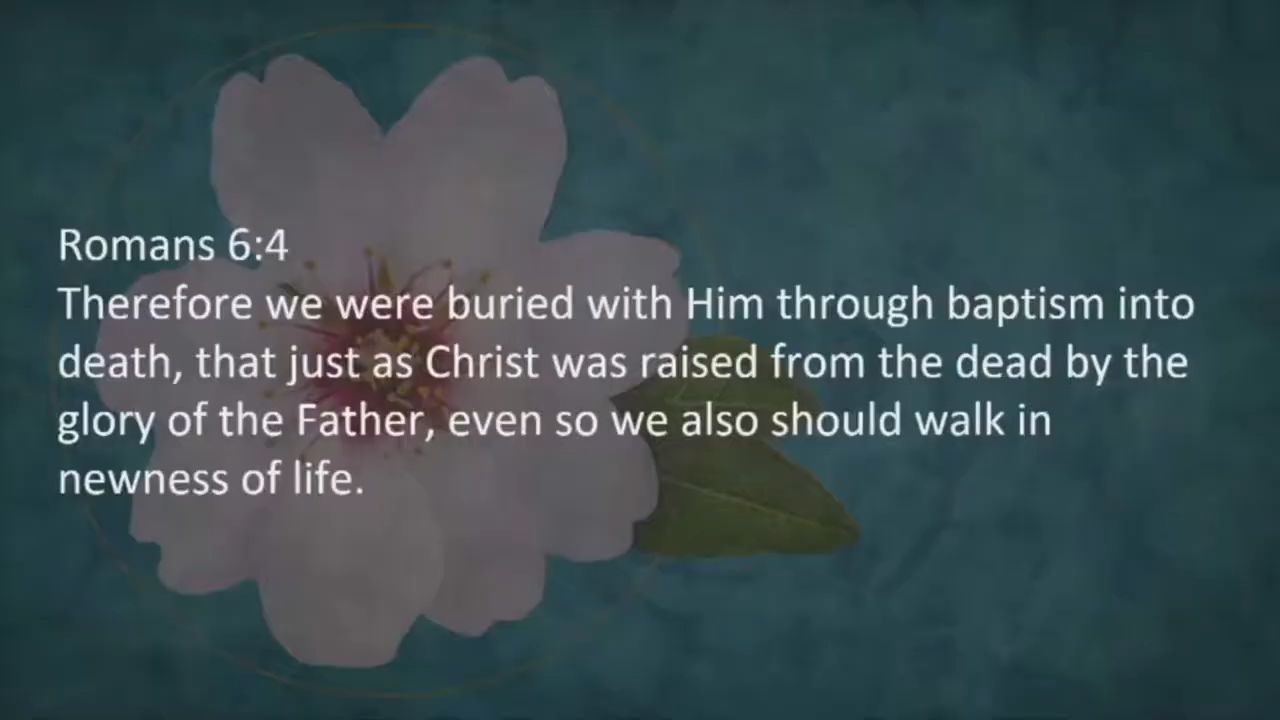 Romans 6:4
Therefore we were buried with Him through baptism into
death, that just as Christ was raised from the dead by the
glory of the Father, even so we also should walk in
newness of life.